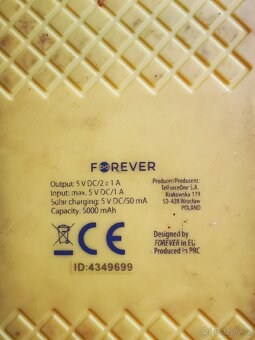 FOREVER
Output: 5 V DC/2 x 1 A
Input: max. 5 V DC/1 A
Solar charging: 5 V DC/50 mA
Capacity: 5000 mAh
Producer/Producent:
TelForceOne S.A.
Krakowska 119
50-428 Wrocław
POLAND
CE
Designed by
FOREVER in EU
Produced in PRC
ID:4349699